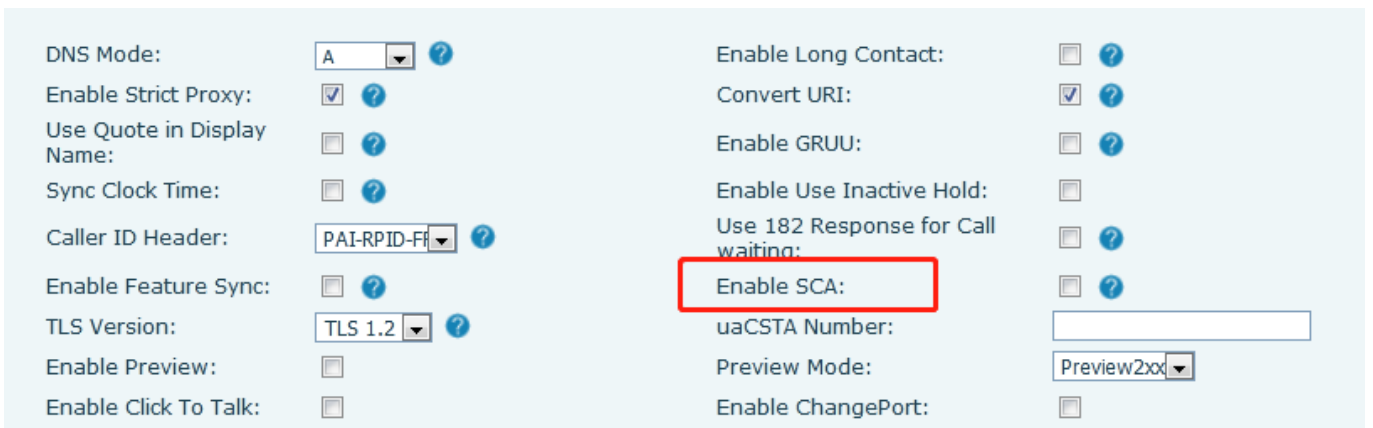 DNS Mode: A ? Enable Long Contact: ?
Enable Strict Proxy: ? Convert URI: ?
Use Quote in Display
Name: ? Enable GRUU: ?
Sync Clock Time: ? Enable Use Inactive Hold:
Caller ID Header: PAI-RPID-FF ? Use 182 Response for Call
waiting: ?
Enable Feature Sync: ? Enable SCA: ?
TLS Version: TLS 1.2 ? uaCSTA Number:
Enable Preview: Preview Mode: Preview2xx
Enable Click To Talk: Enable ChangePort: